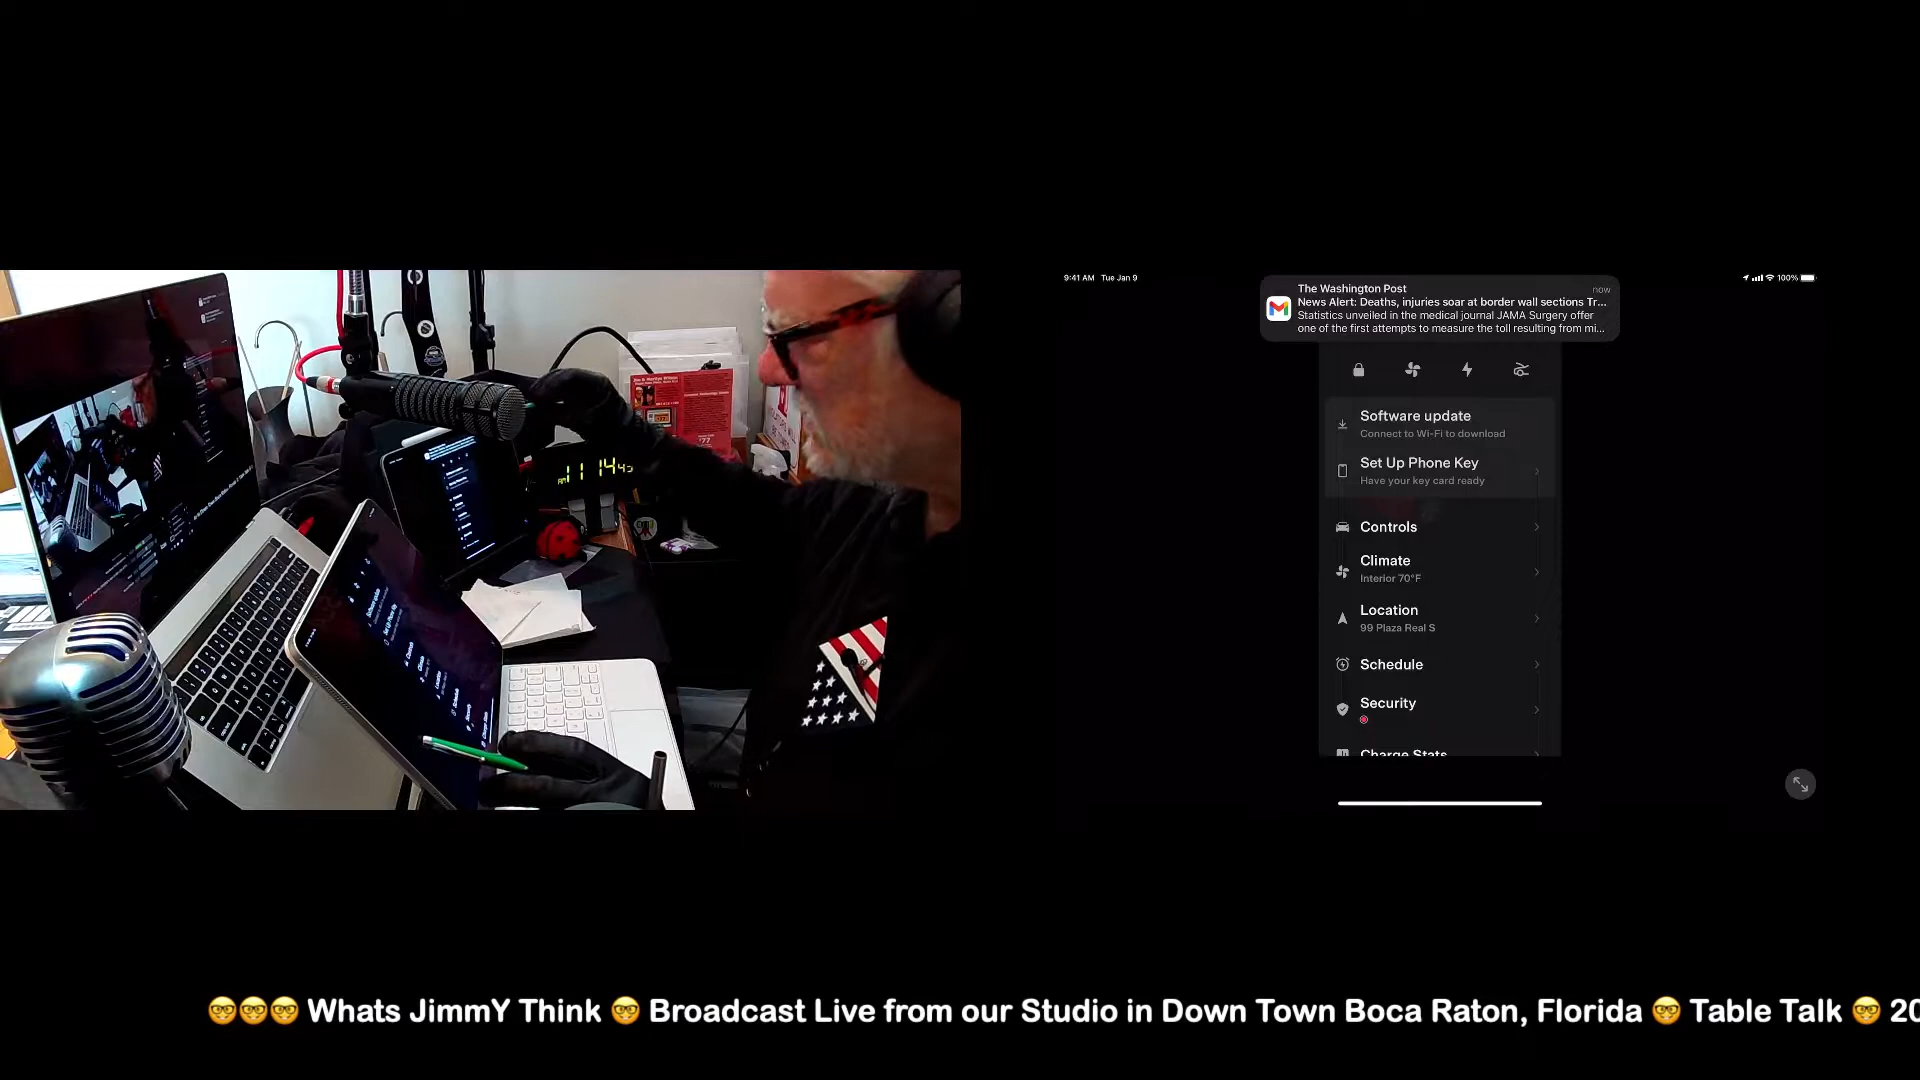 9:41 AM Tue Jan 9
100%
The Washington Post
now
News Alert: Deaths, injuries soar at border wall sections Tr...
Statistics unveiled in the medical journal JAMA Surgery offer
one of the first attempts to measure the toll resulting from mi...
Software update
Connect to Wi-Fi to download
Set Up Phone Key
Have your key card ready
Controls
Climate
Interior 70°F
Location
99 Plaza Real S
Schedule
Security
Charge Stats
AM 11 14 43
77
🤓🤓🤓 Whats JimmY Think 🤓 Broadcast Live from our Studio in Down Town Boca Raton, Florida 🤓 Table Talk 🤓 20